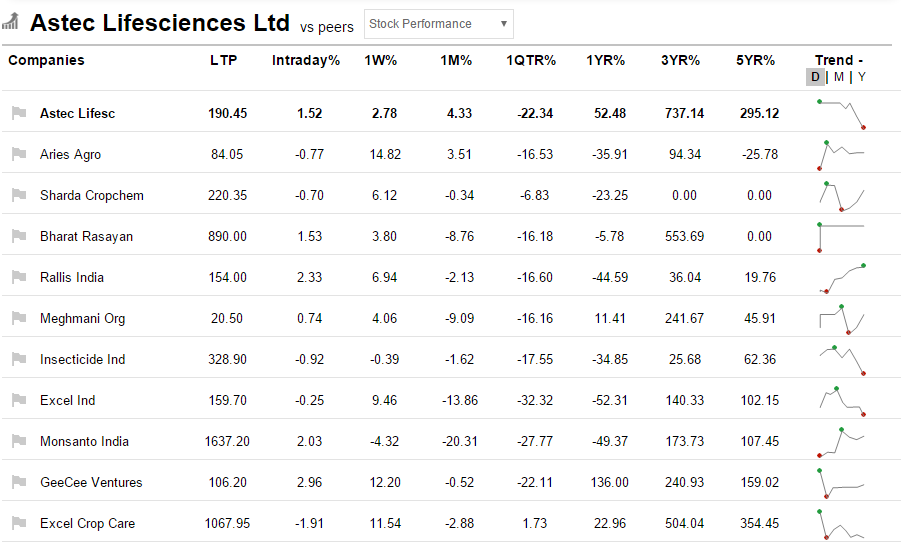 Astec Lifesciences Ltd vs peers Stock Performance
Companies LTP Intraday% 1W% 1M% 1QTR% 1YR% 3YR% 5YR% Trend -
D | M | Y
Astec Lifesc 190.45 1.52 2.78 4.33 -22.34 52.48 737.14 295.12
Aries Agro 84.05 -0.77 14.82 3.51 -16.53 -35.91 94.34 -25.78
Sharda Cropchem 220.35 -0.70 6.12 -0.34 -6.83 -23.25 0.00 0.00
Bharat Rasayan 890.00 1.53 3.80 -8.76 -16.18 -5.78 553.69 0.00
Rallis India 154.00 2.33 6.94 -2.13 -16.60 -44.59 36.04 19.76
Meghmani Org 20.50 0.74 4.06 -9.09 -16.16 11.41 241.67 45.91
Insecticide Ind 328.90 -0.92 -0.39 -1.62 -17.55 -34.85 25.68 62.36
Excel Ind 159.70 -0.25 9.46 -13.86 -32.32 -52.31 140.33 102.15
Monsanto India 1637.20 2.03 -4.32 -20.31 -27.77 -49.37 173.73 107.45
GeeCee Ventures 106.20 2.96 12.20 -0.52 -22.11 136.00 240.93 159.02
Excel Crop Care 1067.95 -1.91 11.54 -2.88 1.73 22.96 504.04 354.45